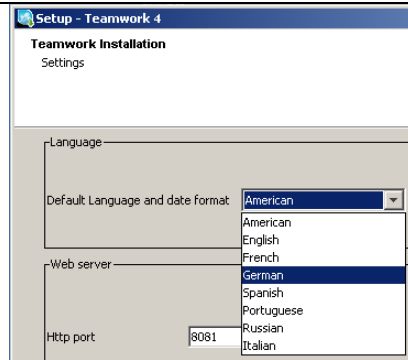 Setup - Teamwork 4
Teamwork Installation
Settings
Language
Default Language and date format American
American
English
French
German
Spanish
Portuguese
Russian
Italian
Web server
Http port 8081